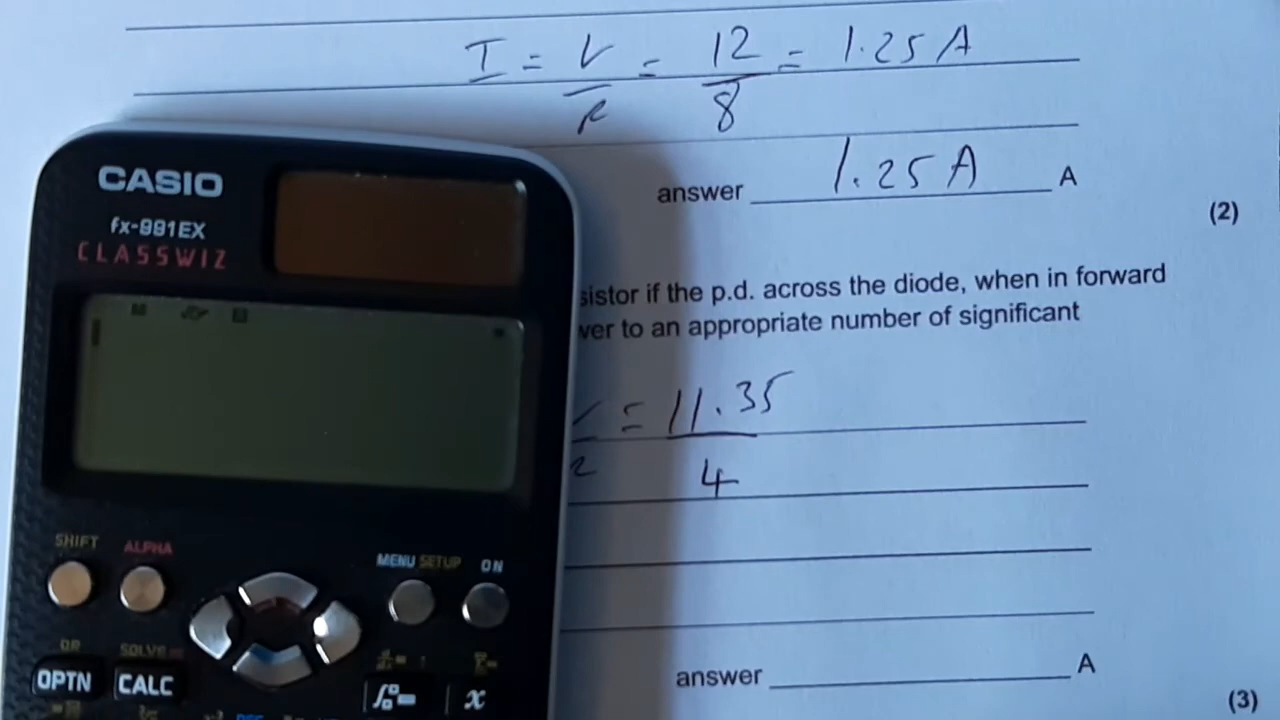 I = V/R = 12/8 = 1.25 A
answer 1.25 A A
(2)
CASIO
fx-991EX
CLASSWIZ
sistor if the p.d. across the diode, when in forward
ver to an appropriate number of significant
= 11.35/4
SHIFT ALPHA MENU SETUP ON
SOLVE
OPTN CALC x
answer A
(3)